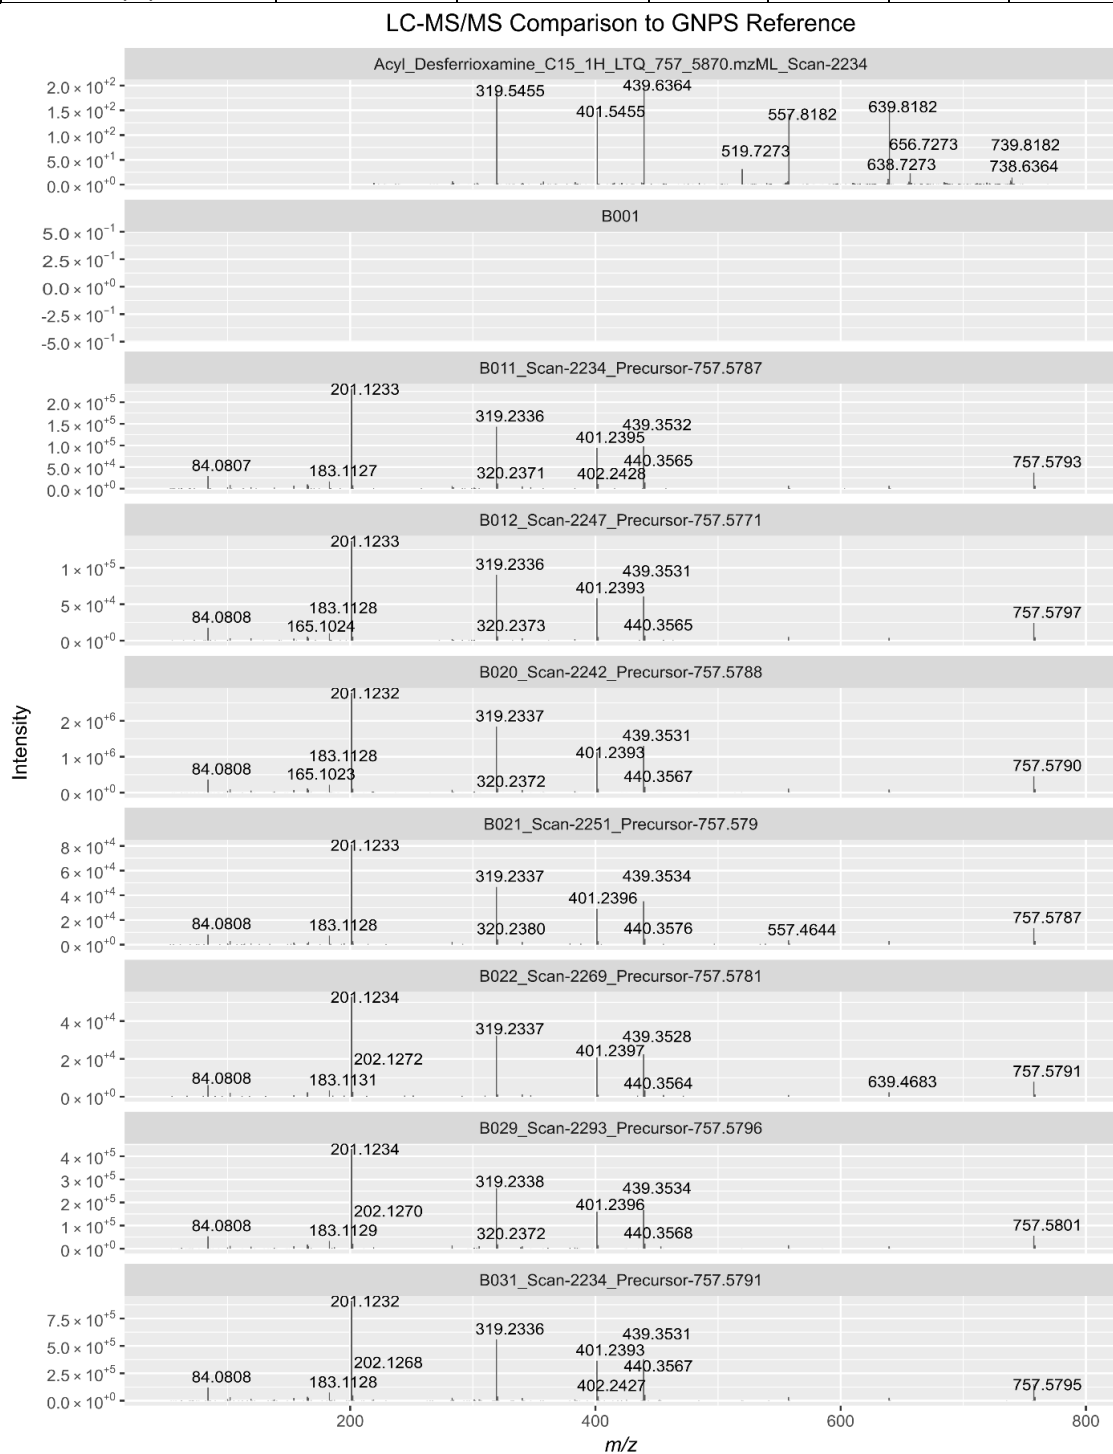 LC-MS/MS Comparison to GNPS Reference
Acyl_Desferrioxamine_C15_1H_LTQ_757_5870.mzML_Scan-2234
2.0 × 10⁺² 319.5455 439.6364
1.5 × 10⁺² 401.5455 557.8182 639.8182
1.0 × 10⁺² 519.7273 656.7273 739.8182
5.0 × 10⁺¹ 638.7273 738.6364
0.0 × 10⁺⁰
B001
5.0 × 10⁻¹
2.5 × 10⁻¹
0.0 × 10⁺⁰
-2.5 × 10⁻¹
-5.0 × 10⁻¹
B011_Scan-2234_Precursor-757.5787
201.1233
2.0 × 10⁺⁵ 319.2336
1.5 × 10⁺⁵ 439.3532
1.0 × 10⁺⁵ 401.2395
5.0 × 10⁺⁴ 84.0807 183.1127 320.2371 402.2428 440.3565 757.5793
0.0 × 10⁺⁰
B012_Scan-2247_Precursor-757.5771
201.1233
1 × 10⁺⁵ 319.2336 439.3531
5 × 10⁺⁴ 401.2393
84.0808 183.1128 757.5797
165.1024 320.2373 440.3565
0 × 10⁺⁰
B020_Scan-2242_Precursor-757.5788
201.1232
2 × 10⁺⁶ 319.2337
439.3531
1 × 10⁺⁶ 183.1128 401.2393
84.0808 165.1023 320.2372 440.3567 757.5790
0 × 10⁺⁰
B021_Scan-2251_Precursor-757.579
8 × 10⁺⁴ 201.1233
6 × 10⁺⁴ 319.2337 439.3534
4 × 10⁺⁴ 401.2396
2 × 10⁺⁴ 84.0808 183.1128 320.2380 440.3576 557.4644 757.5787
0 × 10⁺⁰
B022_Scan-2269_Precursor-757.5781
201.1234
4 × 10⁺⁴ 319.2337 439.3528
2 × 10⁺⁴ 202.1272 401.2397
84.0808 183.1131 440.3564 639.4683 757.5791
0 × 10⁺⁰
B029_Scan-2293_Precursor-757.5796
4 × 10⁺⁵ 201.1234
3 × 10⁺⁵ 319.2338 439.3534
2 × 10⁺⁵ 202.1270 401.2396
1 × 10⁺⁵ 84.0808 183.1129 320.2372 440.3568 757.5801
0 × 10⁺⁰
B031_Scan-2234_Precursor-757.5791
201.1232
7.5 × 10⁺⁵ 319.2336 439.3531
5.0 × 10⁺⁵ 401.2393
2.5 × 10⁺⁵ 202.1268 440.3567
84.0808 183.1128 402.2427 757.5795
0.0 × 10⁺⁰
200 400 600 800
m/z
Intensity